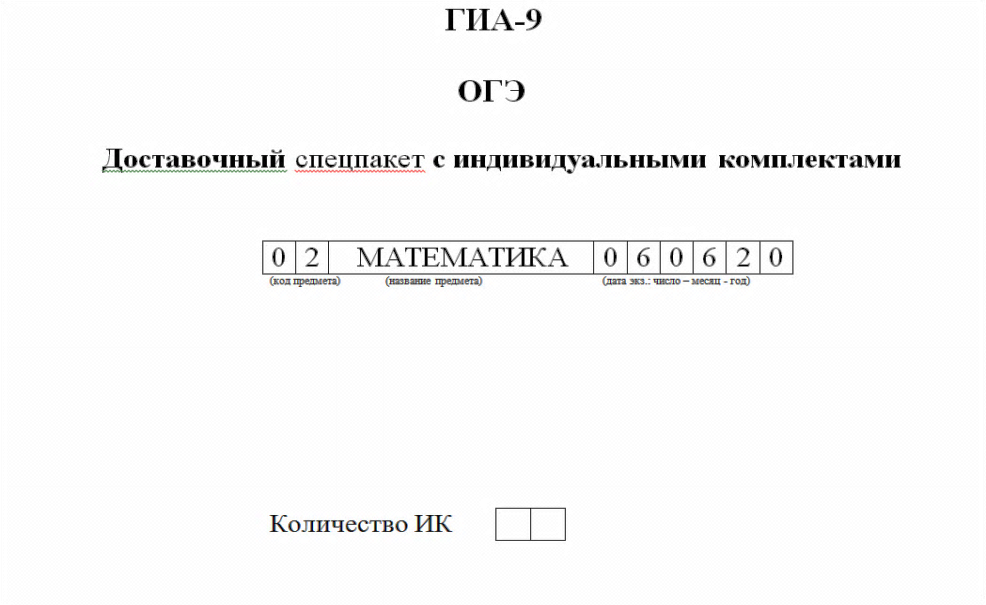 ГИА-9
ОГЭ
Доставочный спецпакет с индивидуальными комплектами
0 2 МАТЕМАТИКА 0 6 0 6 2 0
(код предмета) (название предмета) (дата экз.: число – месяц - год)
Количество ИК